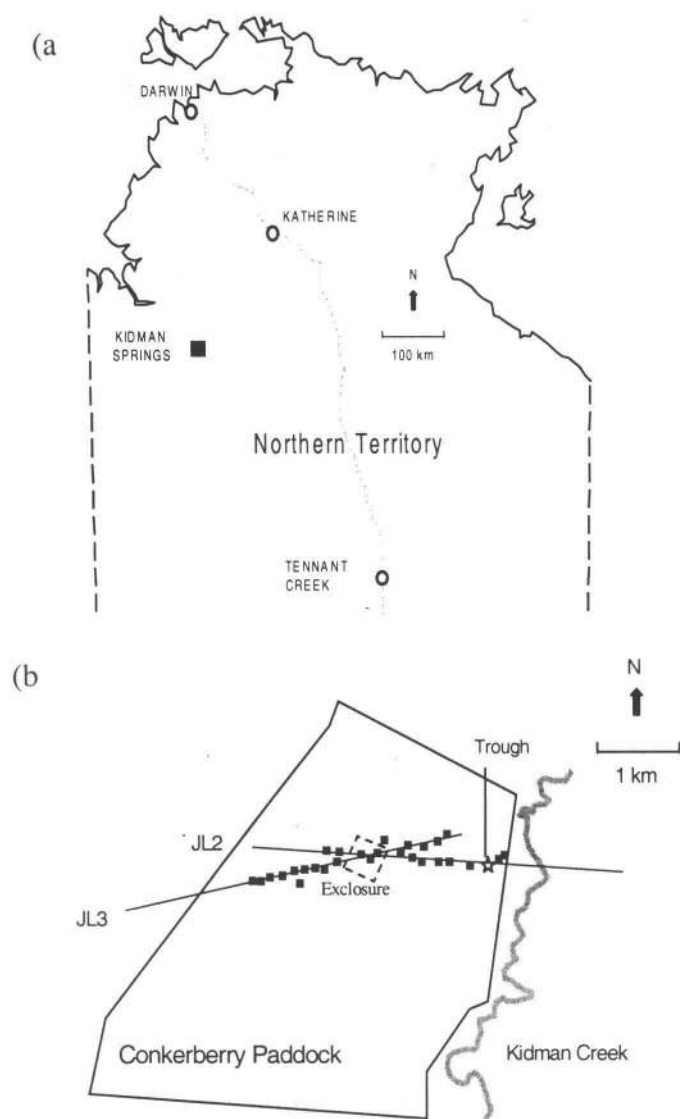 (a
DARWIN
KATHERINE
N
KIDMAN
SPRINGS
100 km
Northern Territory
TENNANT
CREEK
(b
N
Trough
1 km
JL2
Exclosure
JL3
Conkerberry Paddock
Kidman Creek